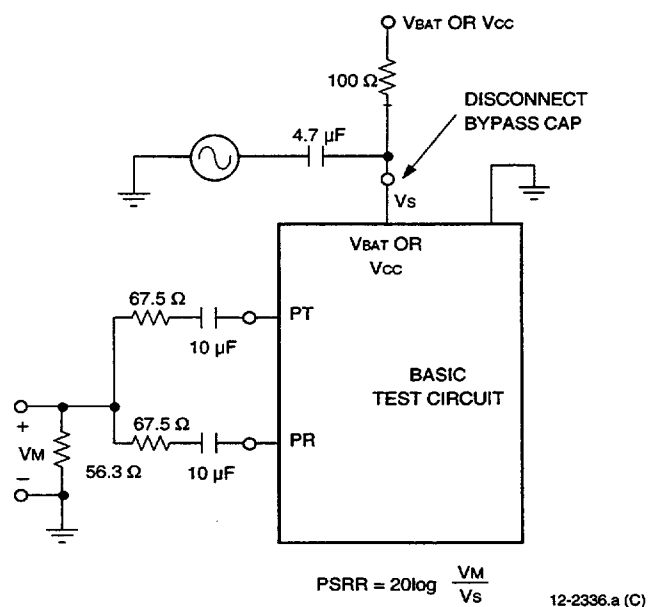 VBAT OR VCC
100 Ω
DISCONNECT
BYPASS CAP
4.7 µF
VS
VBAT OR
VCC
67.5 Ω
PT
10 µF
BASIC
TEST CIRCUIT
67.5 Ω
+
PR
VM
56.3 Ω
10 µF
–
PSRR = 20log VM
VS
12-2336.a (C)